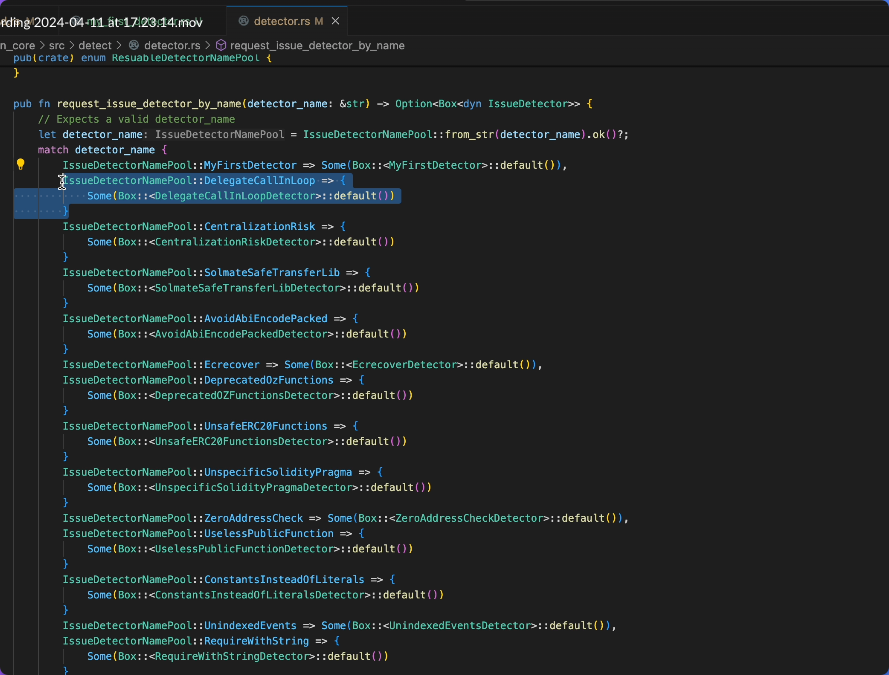 rding 2024-04-11 at 17.23.14.mov
detector.rs M ×
n_core > src > detect > detector.rs > request_issue_detector_by_name
pub(crate) enum ResuableDetectorNamePool {
}
pub fn request_issue_detector_by_name(detector_name: &str) -> Option<Box<dyn IssueDetector>> {
// Expects a valid detector_name
let detector_name: IssueDetectorNamePool = IssueDetectorNamePool::from_str(detector_name).ok()?;
match detector_name {
IssueDetectorNamePool::MyFirstDetector => Some(Box::<MyFirstDetector>::default()),
IssueDetectorNamePool::DelegateCallInLoop => {
Some(Box::<DelegateCallInLoopDetector>::default())
}
IssueDetectorNamePool::CentralizationRisk => {
Some(Box::<CentralizationRiskDetector>::default())
}
IssueDetectorNamePool::SolmateSafeTransferLib => {
Some(Box::<SolmateSafeTransferLibDetector>::default())
}
IssueDetectorNamePool::AvoidAbiEncodePacked => {
Some(Box::<AvoidAbiEncodePackedDetector>::default())
}
IssueDetectorNamePool::Ecrecover => Some(Box::<EcrecoverDetector>::default()),
IssueDetectorNamePool::DeprecatedOzFunctions => {
Some(Box::<DeprecatedOZFunctionsDetector>::default())
}
IssueDetectorNamePool::UnsafeERC20Functions => {
Some(Box::<UnsafeERC20FunctionsDetector>::default())
}
IssueDetectorNamePool::UnspecificSolidityPragma => {
Some(Box::<UnspecificSolidityPragmaDetector>::default())
}
IssueDetectorNamePool::ZeroAddressCheck => Some(Box::<ZeroAddressCheckDetector>::default()),
IssueDetectorNamePool::UselessPublicFunction => {
Some(Box::<UselessPublicFunctionDetector>::default())
}
IssueDetectorNamePool::ConstantsInsteadOfLiterals => {
Some(Box::<ConstantsInsteadOfLiteralsDetector>::default())
}
IssueDetectorNamePool::UnindexedEvents => Some(Box::<UnindexedEventsDetector>::default()),
IssueDetectorNamePool::RequireWithString => {
Some(Box::<RequireWithStringDetector>::default())
}